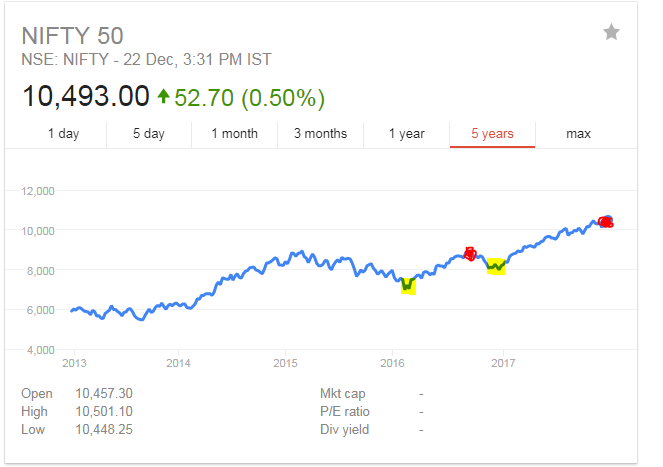 NIFTY 50
NSE: NIFTY - 22 Dec, 3:31 PM IST
10,493.00 52.70 (0.50%)
1 day 5 day 1 month 3 months 1 year 5 years max
12,000
10,000
8,000
6,000
4,000
2013 2014 2015 2016 2017
Open 10,457.30 Mkt cap -
High 10,501.10 P/E ratio -
Low 10,448.25 Div yield -